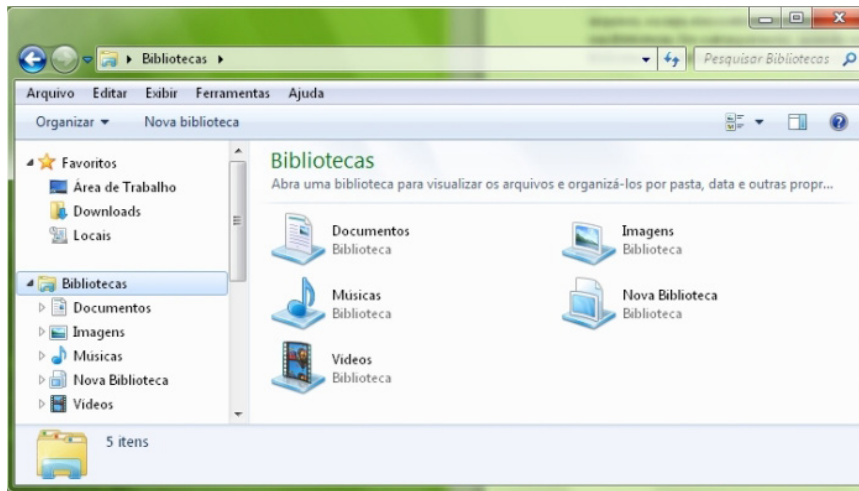 Bibliotecas
Pesquisar Bibliotecas
Arquivo Editar Exibir Ferramentas Ajuda
Organizar Nova biblioteca
Favoritos
Área de Trabalho
Downloads
Locais
Bibliotecas
Documentos
Imagens
Músicas
Nova Biblioteca
Vídeos
Bibliotecas
Abra uma biblioteca para visualizar os arquivos e organizá-los por pasta, data e outras propr...
Documentos
Biblioteca
Imagens
Biblioteca
Músicas
Biblioteca
Nova Biblioteca
Biblioteca
Vídeos
Biblioteca
5 itens